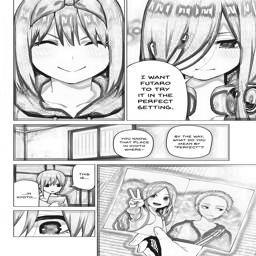 I WANT
FUTARO
TO TRY
IT IN THE
PERFECT
SETTING.
BY THE WAY,
WHAT DO YOU
MEAN BY
"PERFECT"?
YOU KNOW,
THAT PLACE
IN KYOTO
WHERE-
THIS
IS...
...IN
KYOTO...